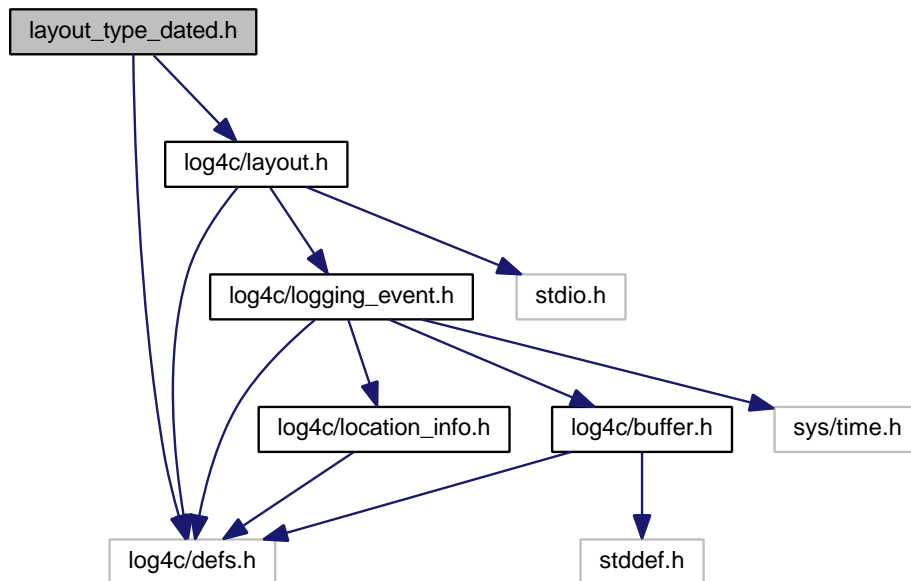 layout_type_dated.h
log4c/layout.h
log4c/logging_event.h
stdio.h
log4c/location_info.h
log4c/buffer.h
sys/time.h
log4c/defs.h
stddef.h